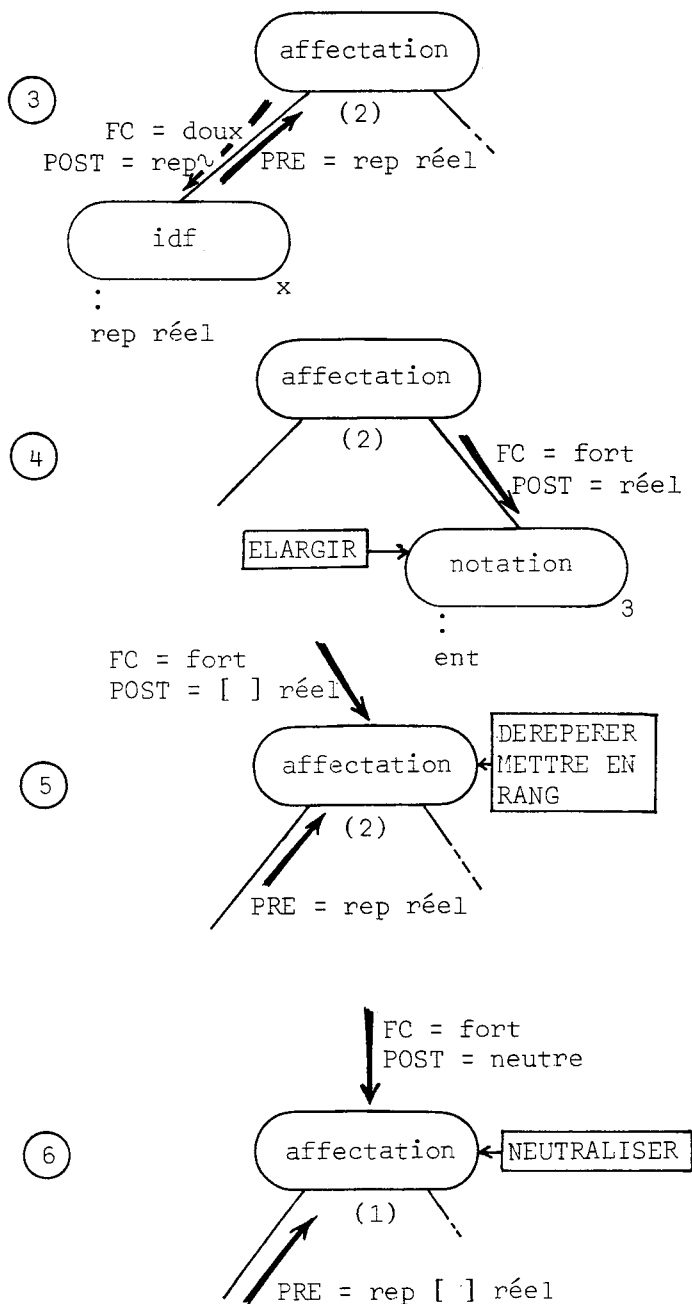 affectation
3
(2)
FC = doux
POST = rep~
PRE = rep réel
idf
x
:
rep réel
affectation
4
(2)
FC = fort
POST = réel
ELARGIR
notation
3
:
ent
FC = fort
POST = [ ] réel
DEREPERER
METTRE EN
RANG
affectation
5
(2)
PRE = rep réel
FC = fort
POST = neutre
6
affectation
NEUTRALISER
(1)
PRE = rep [ ] réel